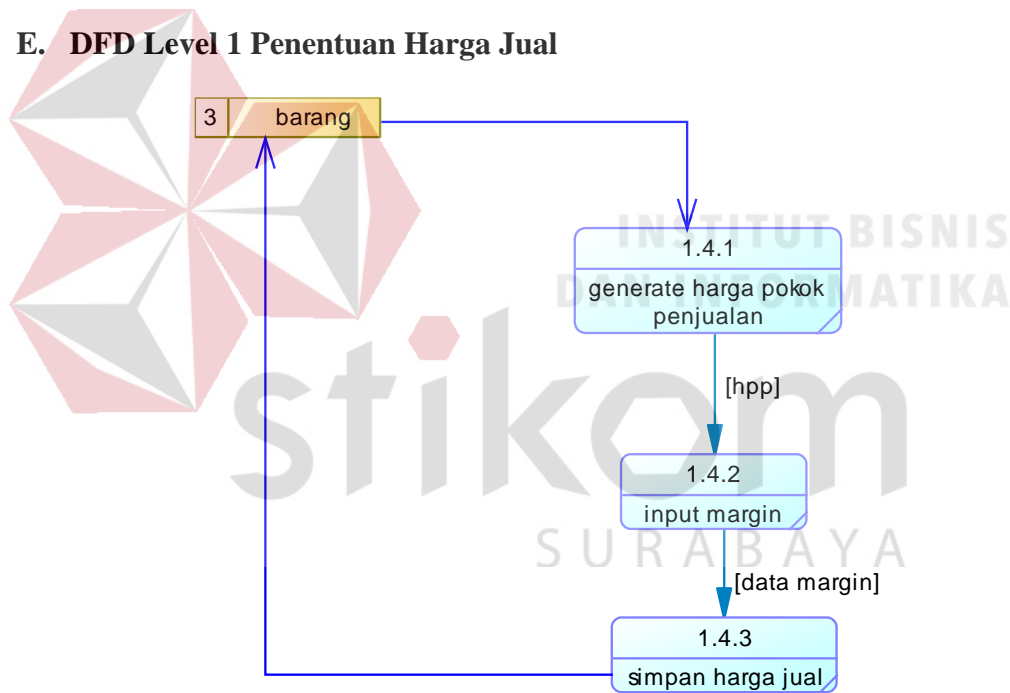 E. DFD Level 1 Penentuan Harga Jual
3 barang
INSTITUT BISNIS
1.4.1
DAN INFORMATIKA
generate harga pokok
penjualan
stikom
[hpp]
1.4.2
input margin
SURABAYA
[data margin]
1.4.3
simpan harga jual